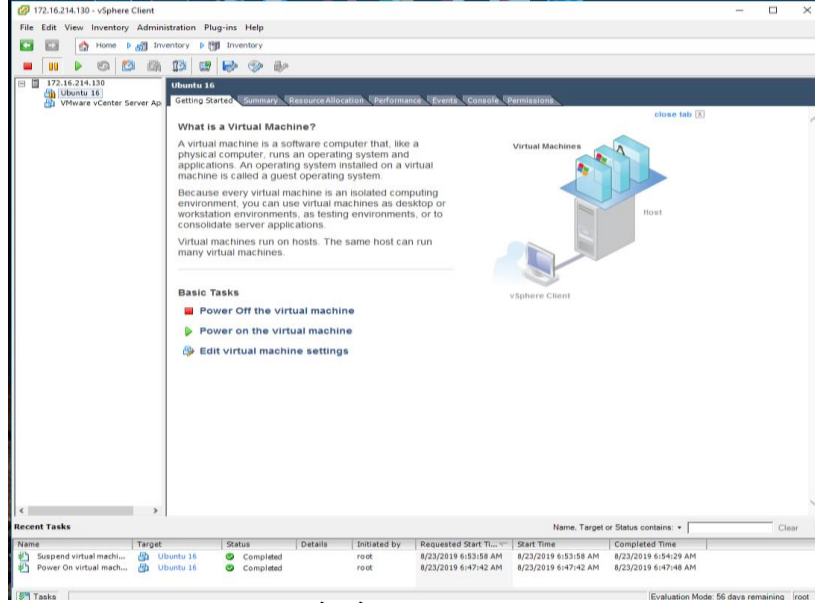 172.16.214.130 - vSphere Client
File Edit View Inventory Administration Plug-ins Help
Home Inventory Inventory
172.16.214.130
Ubuntu 16
VMware vCenter Server Ap
Ubuntu 16
Getting Started Summary Resource Allocation Performance Events Console Permissions
close tab X
What is a Virtual Machine?
A virtual machine is a software computer that, like a
physical computer, runs an operating system and
applications. An operating system installed on a virtual
machine is called a guest operating system.
Because every virtual machine is an isolated computing
environment, you can use virtual machines as desktop or
workstation environments, as testing environments, or to
consolidate server applications.
Virtual machines run on hosts. The same host can run
many virtual machines.
Virtual Machines
Host
vSphere Client
Basic Tasks
Power Off the virtual machine
Power on the virtual machine
Edit virtual machine settings
Recent Tasks
Name, Target or Status contains: Clear
Name Target Status Details Initiated by Requested Start Ti... Start Time Completed Time
Suspend virtual machi... Ubuntu 16 Completed root 8/23/2019 6:53:58 AM 8/23/2019 6:53:58 AM 8/23/2019 6:54:29 AM
Power On virtual mach... Ubuntu 16 Completed root 8/23/2019 6:47:42 AM 8/23/2019 6:47:42 AM 8/23/2019 6:47:48 AM
Tasks Evaluation Mode: 56 days remaining root